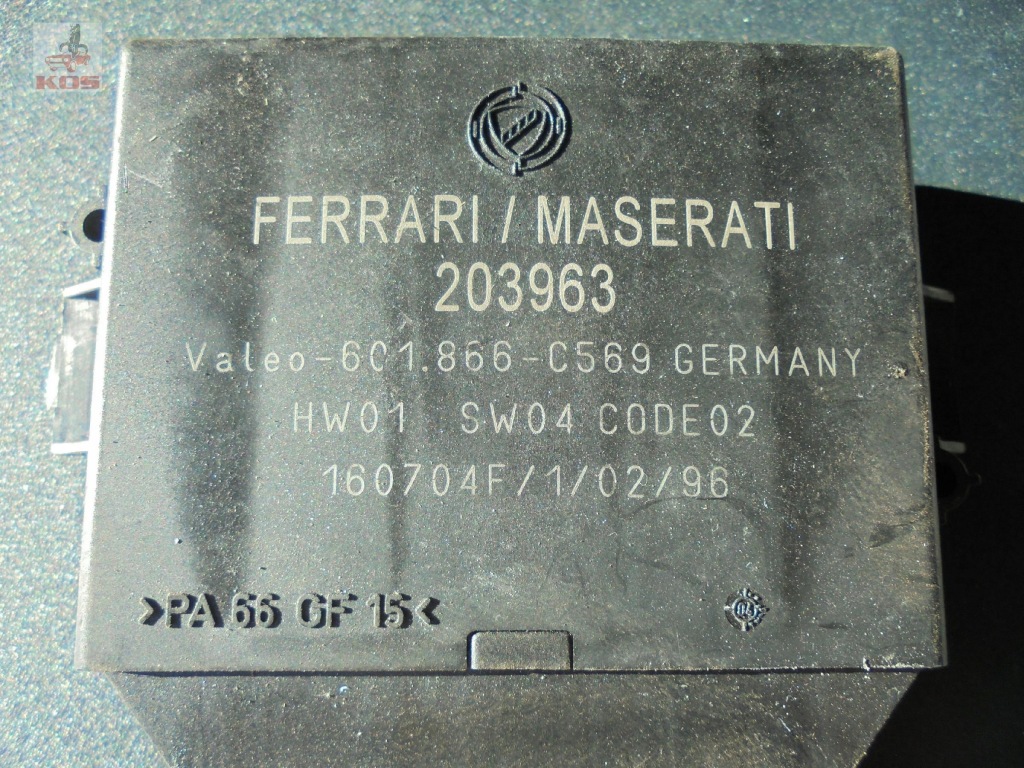 KOS
FERRARI / MASERATI
203963
Valeo-601.866-C569 GERMANY
HW01 SW04 CODE02
160704F/1/02/96
>PA 66 GF 15<
04